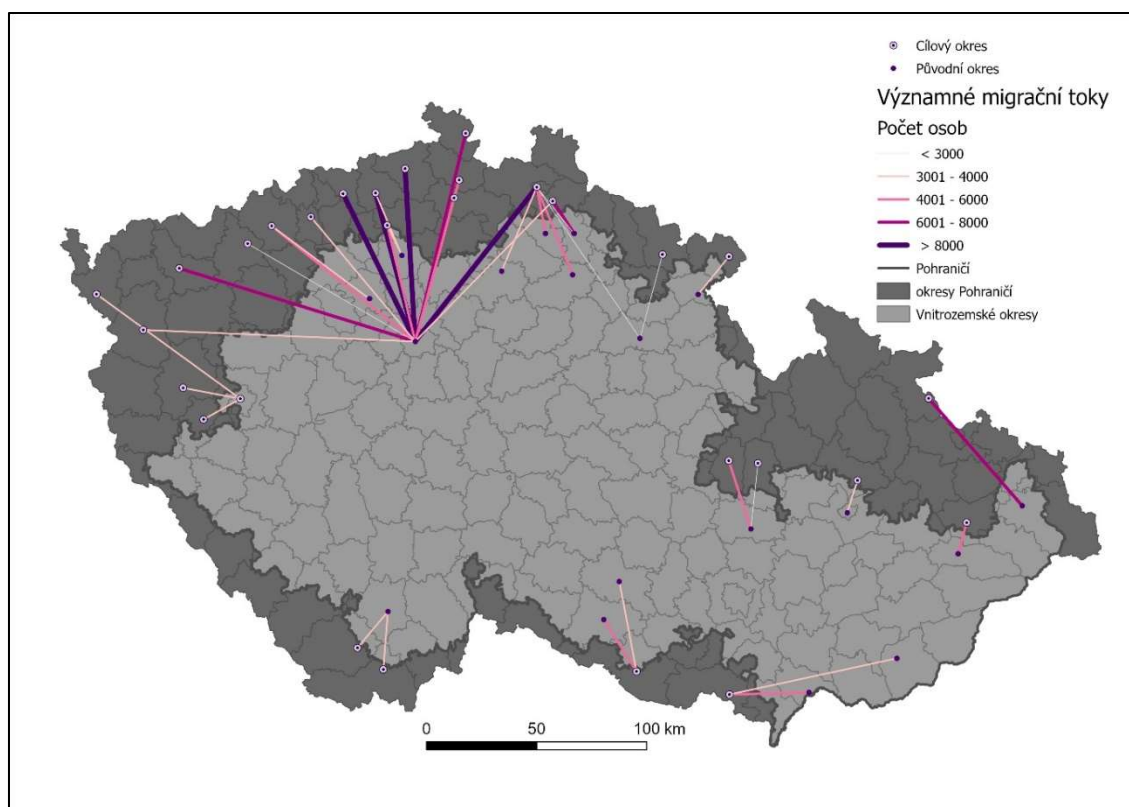 Cílový okres
Původní okres
Významné migrační toky
Počet osob
< 3000
3001 - 4000
4001 - 6000
6001 - 8000
> 8000
Pohraničí
okresy Pohraničí
Vnitrozemské okresy
0 50 100 km